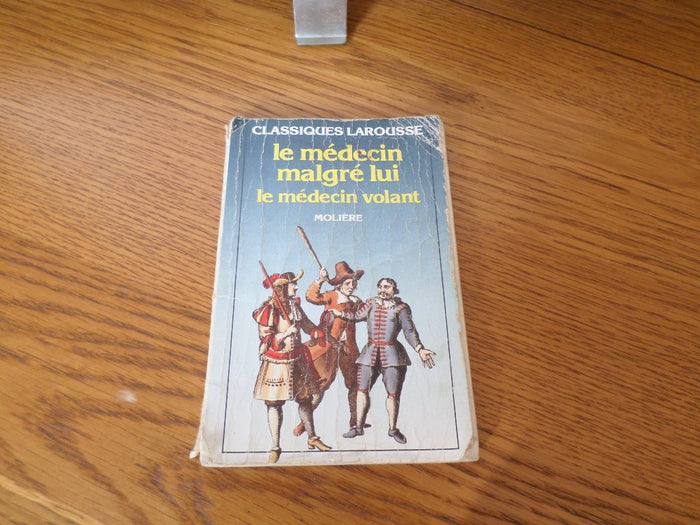 CLASSIQUES LAROUSSE
le médecin
malgré lui
le médecin volant
MOLIÈRE